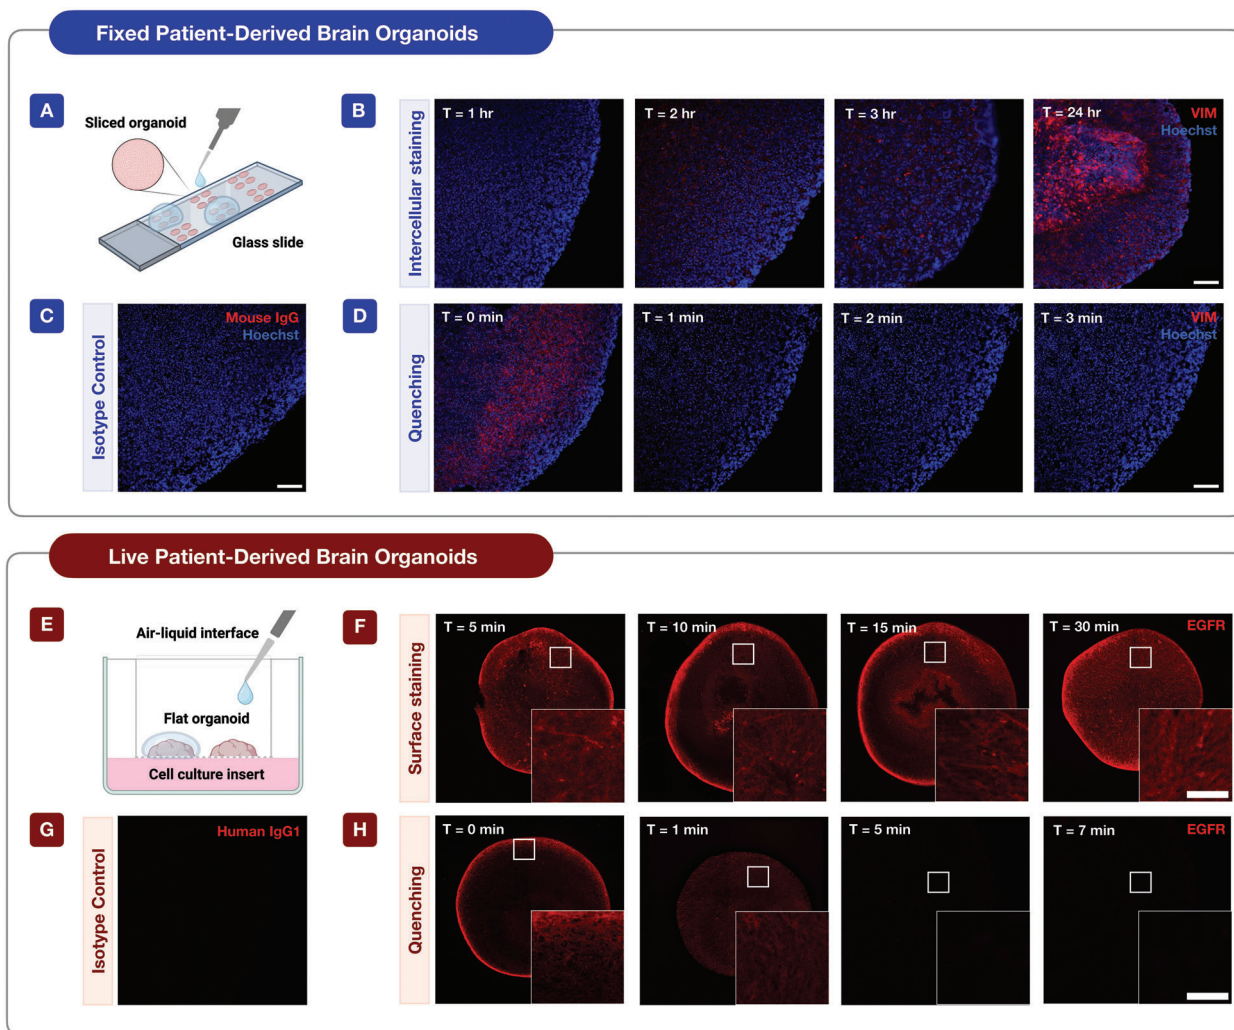 Fixed Patient-Derived Brain Organoids
A
Sliced organoid
Glass slide
B
Intercellular staining
T = 1 hr
T = 2 hr
T = 3 hr
T = 24 hr
VIM
Hoechst
C
Isotype Control
Mouse IgG
Hoechst
D
Quenching
T = 0 min
T = 1 min
T = 2 min
T = 3 min
VIM
Hoechst
Live Patient-Derived Brain Organoids
E
Air-liquid interface
Flat organoid
Cell culture insert
F
Surface staining
T = 5 min
T = 10 min
T = 15 min
T = 30 min
EGFR
G
Isotype Control
Human IgG1
H
Quenching
T = 0 min
T = 1 min
T = 5 min
T = 7 min
EGFR